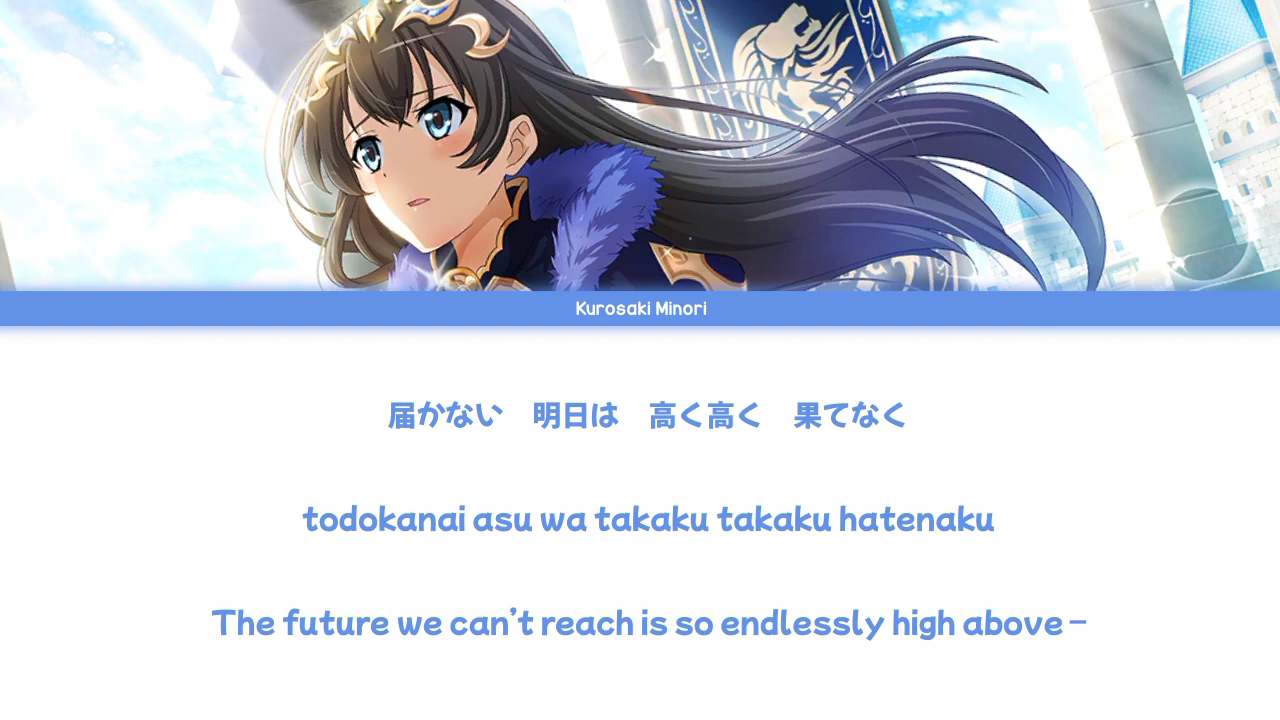 Kurosaki Minori
届かない　明日は　高く高く　果てなく
todokanai asu wa takaku takaku hatenaku
The future we can't reach is so endlessly high above –